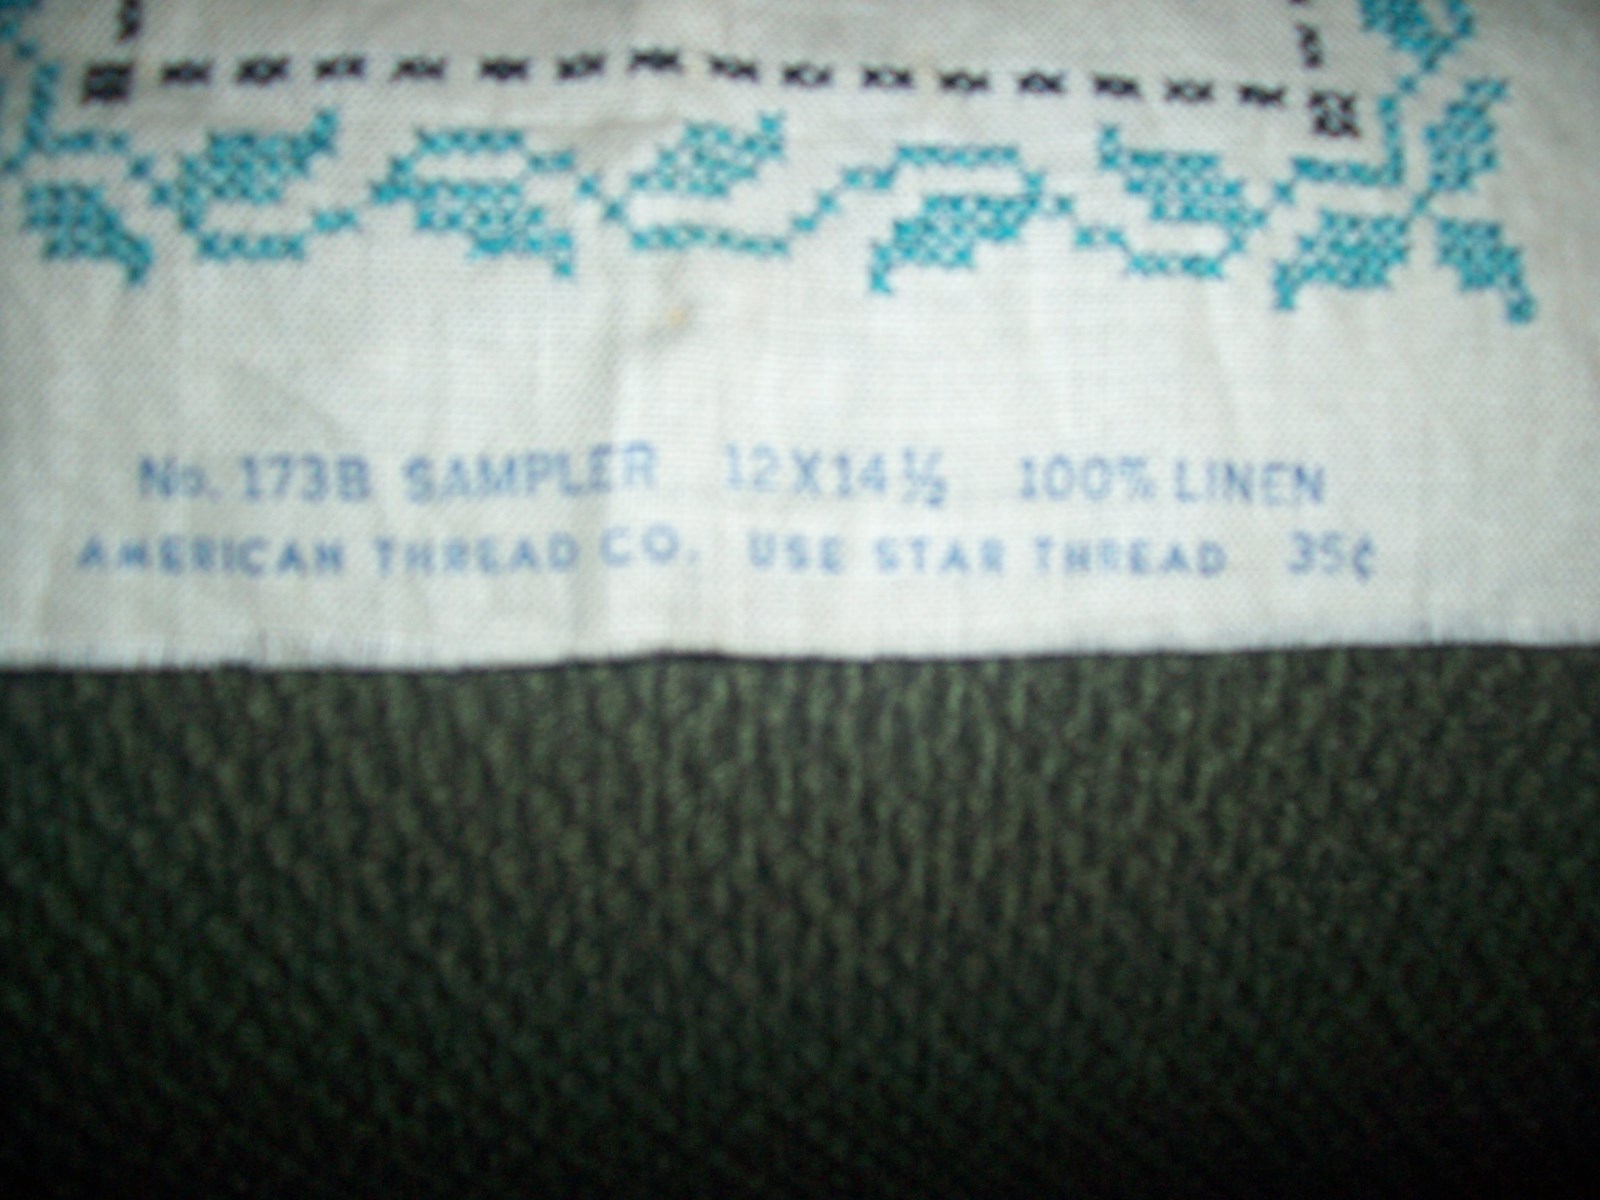 No. 173B SAMPLER 12X14½ 100% LINEN
AMERICAN THREAD CO. USE STAR THREAD 35¢